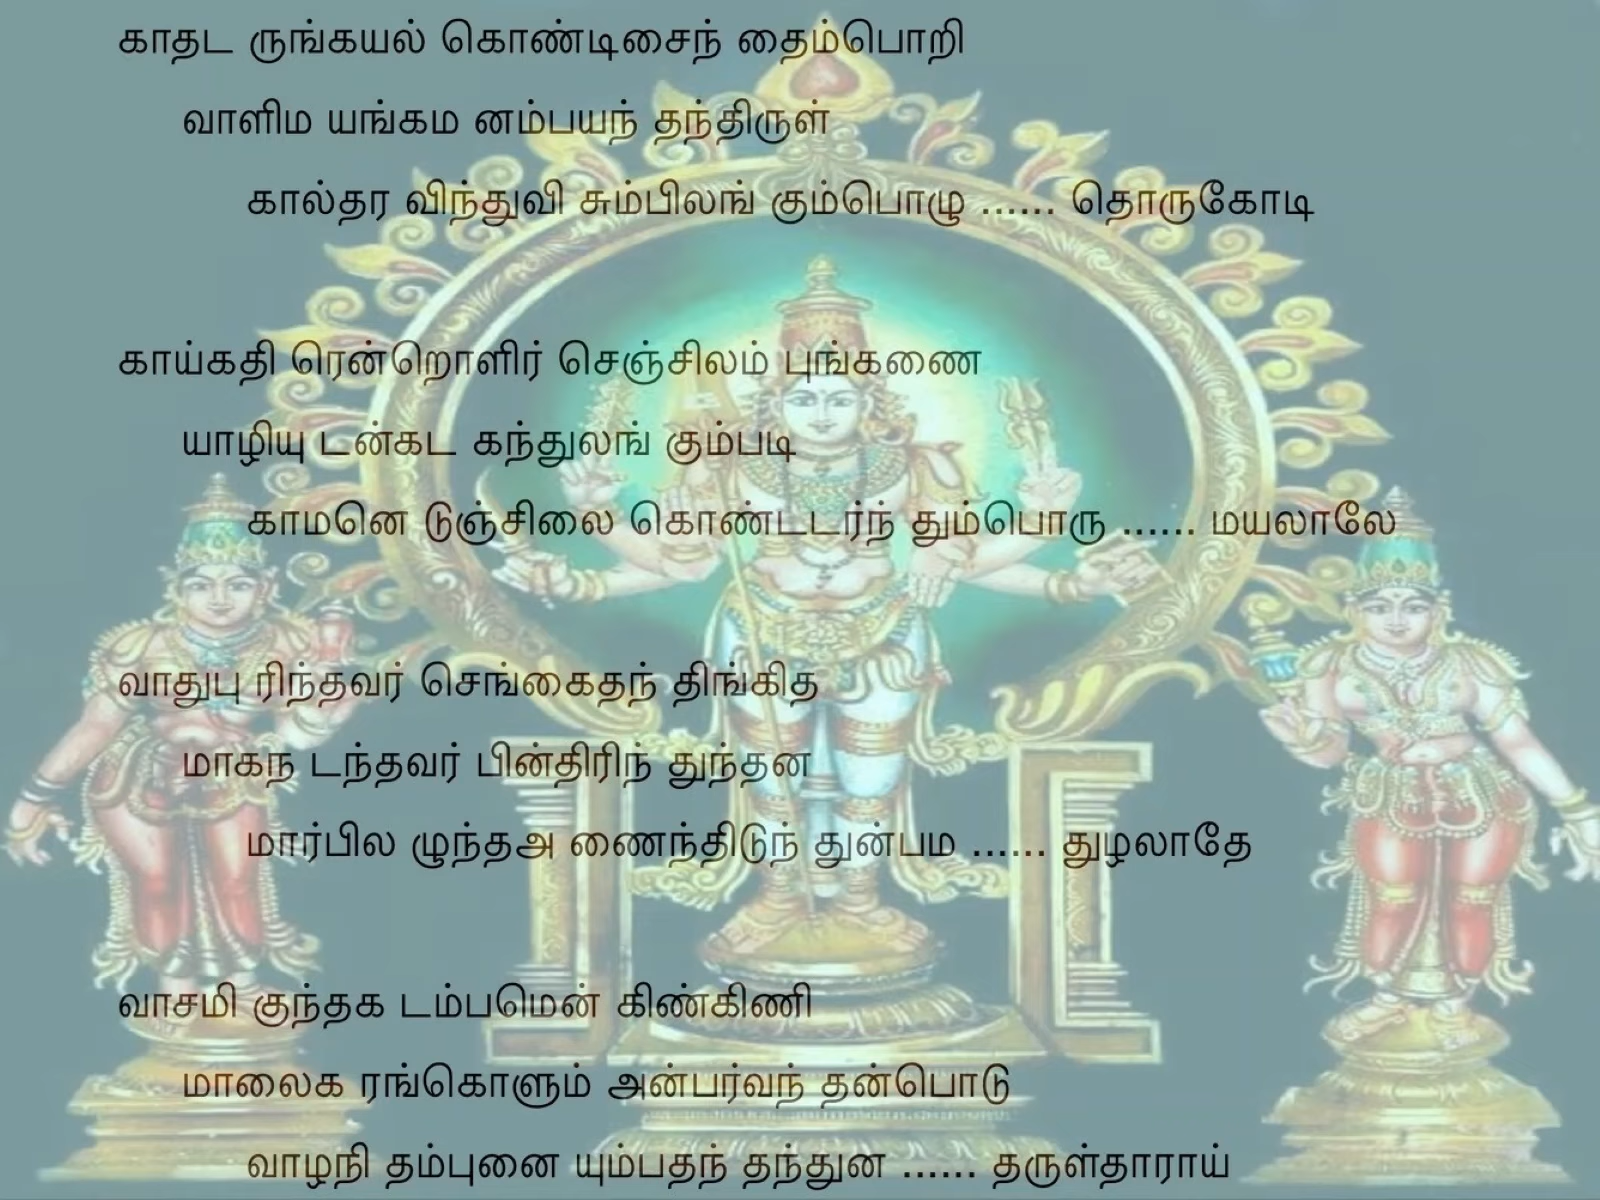 காதட ருங்கயல் கொண்டிசைந் தைம்பொறி
வாளிம யங்கம னம்பயந் தந்திருள்
கால்தர விந்துவி சும்பிலங் கும்பொழு ...... தொருகோடி
காய்கதி ரென்றொளிர் செஞ்சிலம் புங்கணை
யாழியு டன்கட கந்துலங் கும்படி
காமனெ டுஞ்சிலை கொண்டடர்ந் தும்பொரு ...... மயலாலே
வாதுபு ரிந்தவர் செங்கைதந் திங்கித
மாகந டந்தவர் பின்திரிந் துந்தன
மார்பில ழுந்தஅ ணைந்திடுந் துன்பம ...... துழலாதே
வாசமி குந்தக டம்பமென் கிண்கிணி
மாலைக ரங்கொளும் அன்பர்வந் தன்பொடு
வாழநி தம்புனை யும்பதந் தந்துன ...... தருள்தாராய்